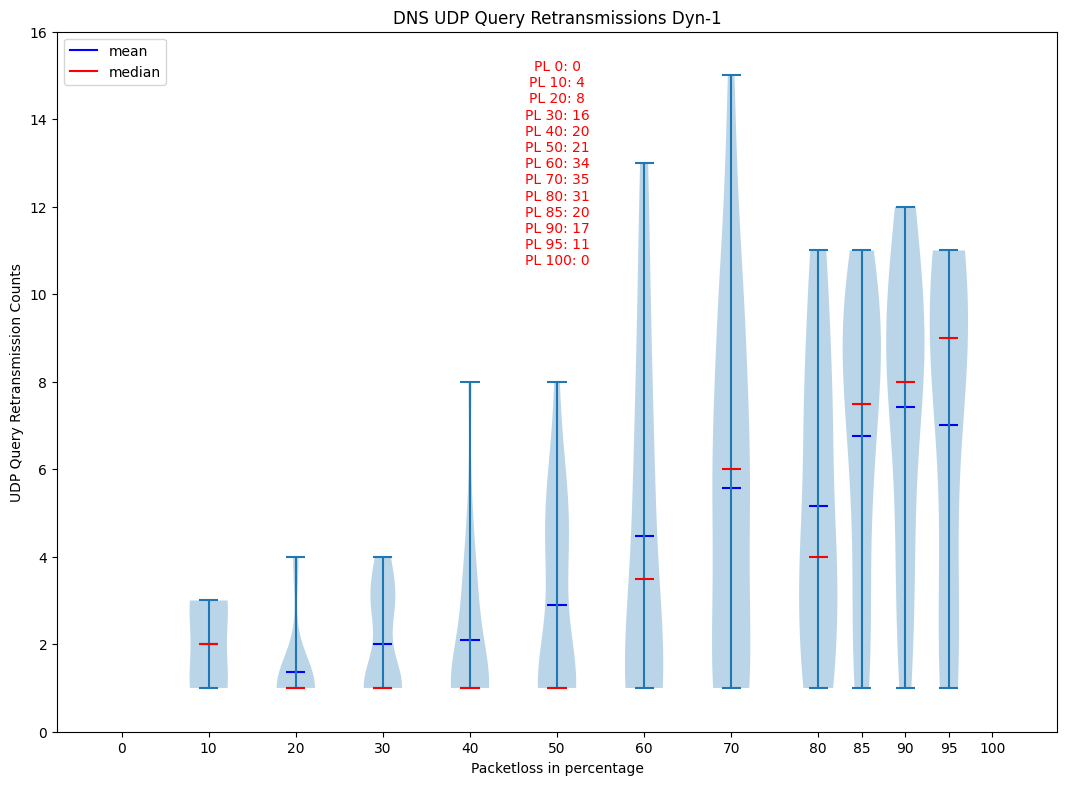 DNS UDP Query Retransmissions Dyn-1
mean
median
PL 0: 0
PL 10: 4
PL 20: 8
PL 30: 16
PL 40: 20
PL 50: 21
PL 60: 34
PL 70: 35
PL 80: 31
PL 85: 20
PL 90: 17
PL 95: 11
PL 100: 0
UDP Query Retransmission Counts
16
14
12
10
8
6
4
2
0
0 10 20 30 40 50 60 70 80 85 90 95 100
Packetloss in percentage